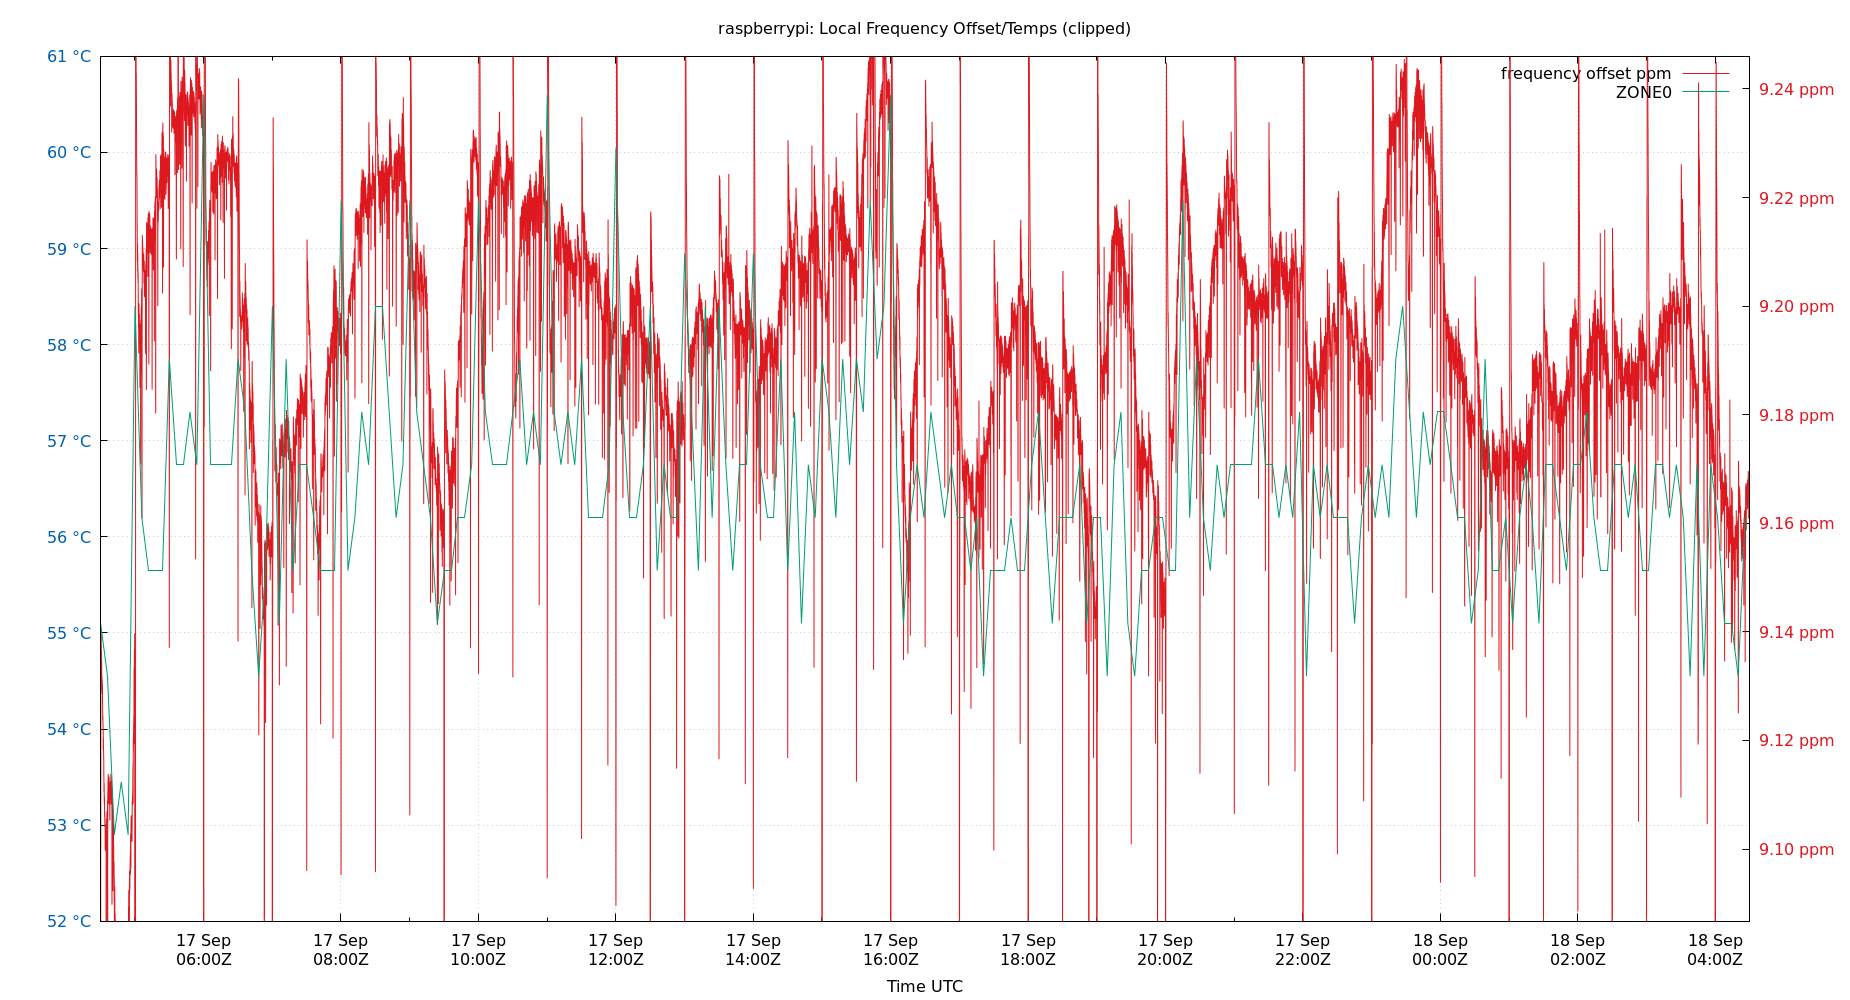 raspberrypi: Local Frequency Offset/Temps (clipped)
61 °C
60 °C
59 °C
58 °C
57 °C
56 °C
55 °C
54 °C
53 °C
52 °C
frequency offset ppm
ZONE0
9.24 ppm
9.22 ppm
9.20 ppm
9.18 ppm
9.16 ppm
9.14 ppm
9.12 ppm
9.10 ppm
17 Sep 17 Sep 17 Sep 17 Sep 17 Sep 17 Sep 17 Sep 17 Sep 17 Sep 18 Sep 18 Sep 18 Sep
06:00Z 08:00Z 10:00Z 12:00Z 14:00Z 16:00Z 18:00Z 20:00Z 22:00Z 00:00Z 02:00Z 04:00Z
Time UTC